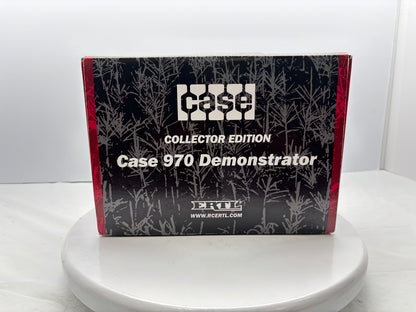 case
COLLECTOR EDITION
Case 970 Demonstrator
ERTL
WWW.RCERTL.COM